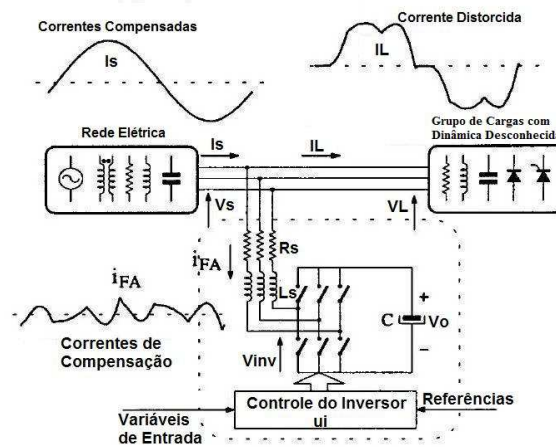 Correntes Compensadas
Is
Corrente Distorcida
IL
Rede Elétrica
Is
IL
Grupo de Cargas com
Dinâmica Desconhecida
Vs
VL
Rs
iFA
Ls
iFA
Correntes de
Compensação
Vinv
C
+
Vo
−
Controle do Inversor
ui
Variáveis
de Entrada
Referências